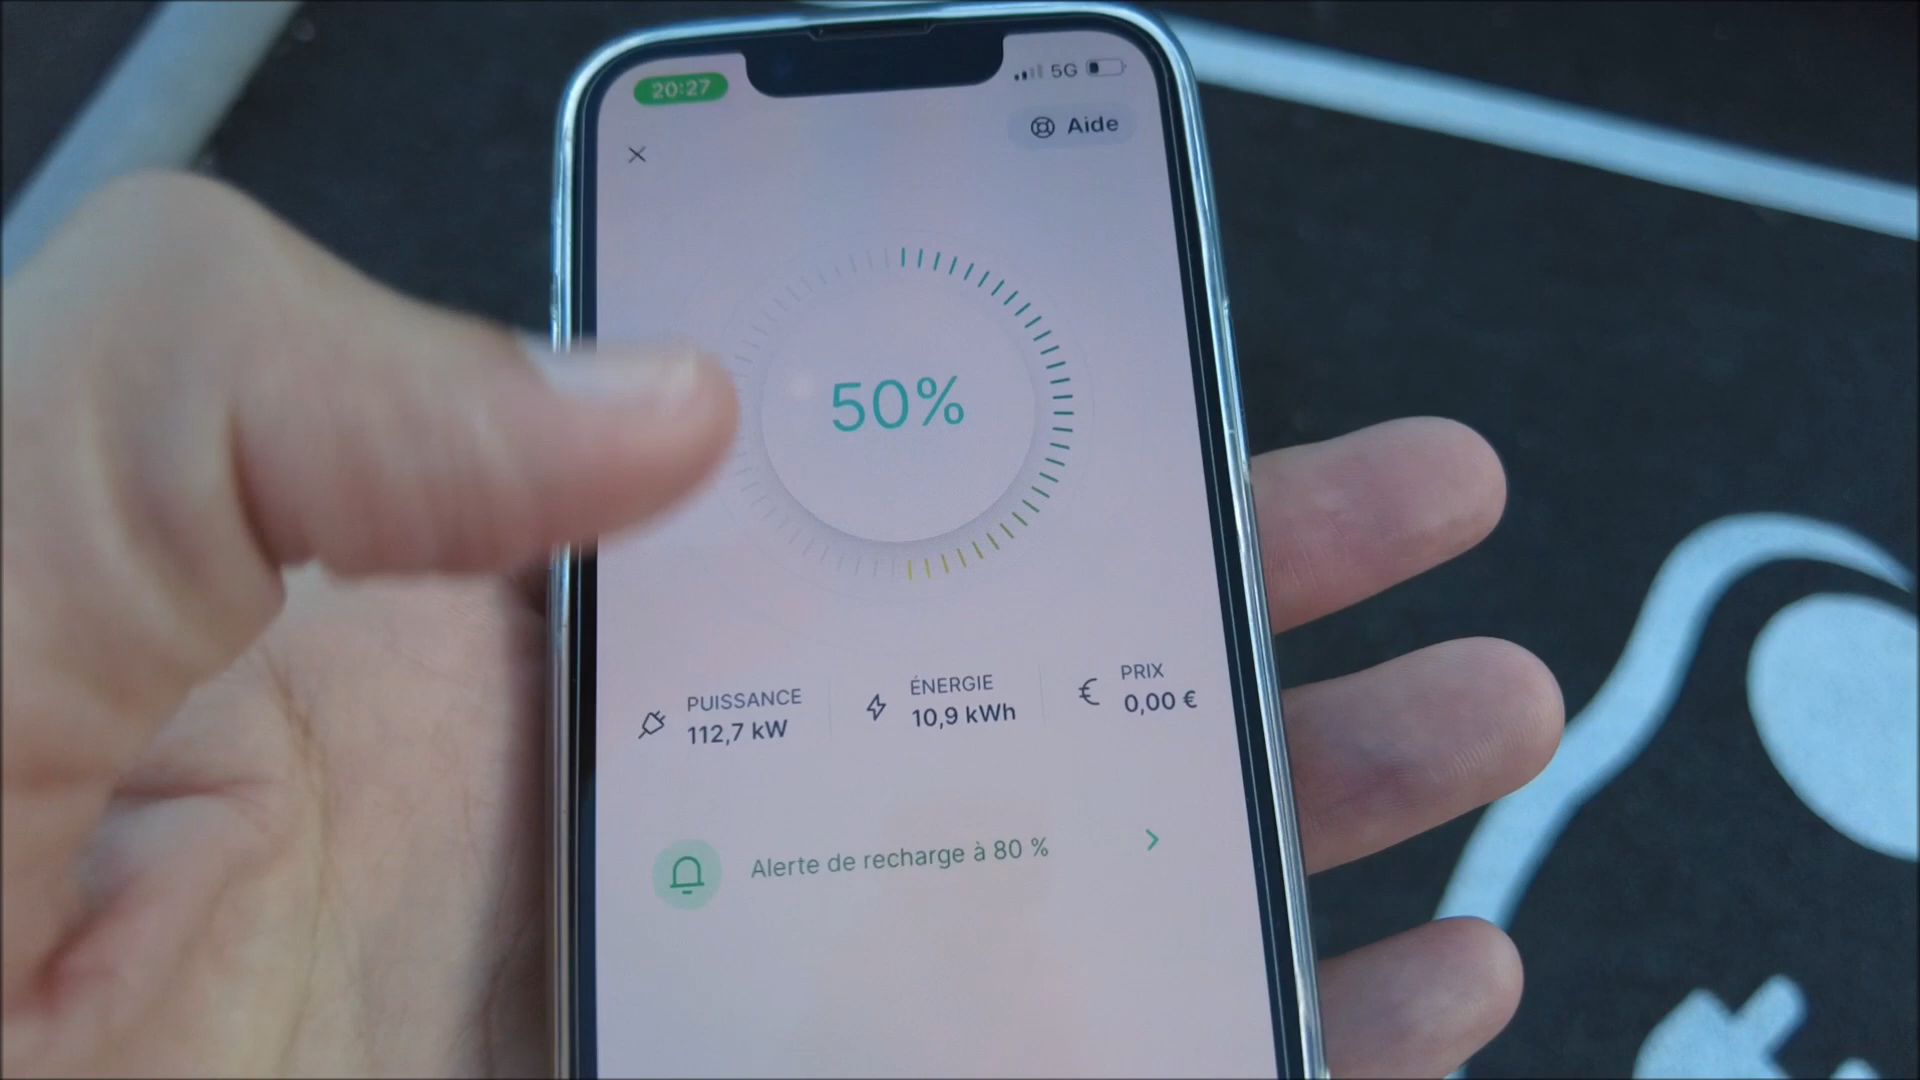 20:27
5G
Aide
50%
PUISSANCE
112,7 kW
ÉNERGIE
10,9 kWh
€
PRIX
0,00 €
Alerte de recharge à 80 %